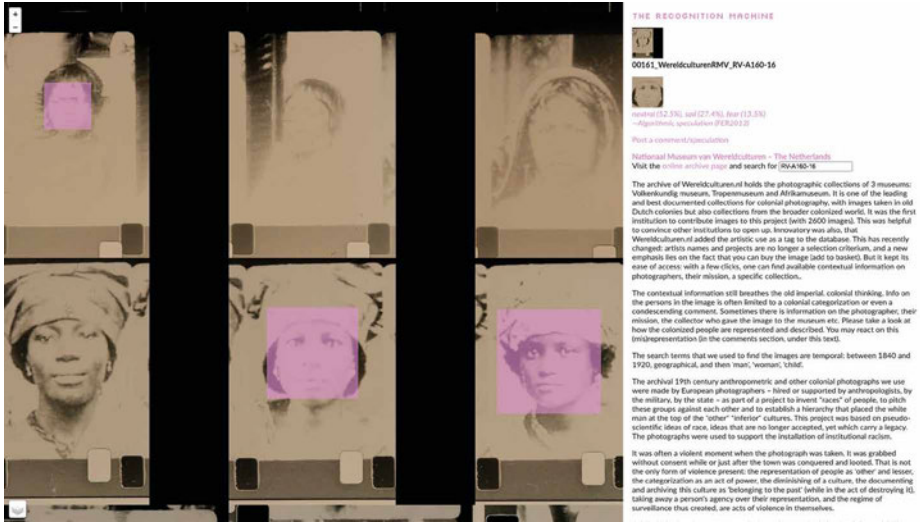 +
−
THE RECOGNITION MACHINE
00161_WereldculturenRMV_RV-A160-16
neutral (52.5%), sad (27.4%), fear (13.5%)
—Algorithmic speculation (FER2013)
Post a comment/speculation
Nationaal Museum van Wereldculturen – The Netherlands
Visit the online archive page and search for RV-A160-16
The archive of Wereldculturen.nl holds the photographic collections of 3 museums:
Volkenkundig museum, Tropenmuseum and Afrikamuseum. It is one of the leading
and best documented collections for colonial photography, with images taken in old
Dutch colonies but also collections from the broader colonized world. It was the first
institution to contribute images to this project (with 2600 images). This was helpful
to convince other institutions to open up. Innovatory was also, that
Wereldculturen.nl added the artistic use as a tag to the database. This has recently
changed: artists names and projects are no longer a selection criterium, and a new
emphasis lies on the fact that you can buy the image (add to basket). But it kept its
ease of access: with a few clicks, one can find available contextual information on
photographers, their mission, a specific collection..
The contextual information still breathes the old imperial, colonial thinking. Info on
the persons in the image is often limited to a colonial categorization or even a
condescending comment. Sometimes there is information on the photographer, their
mission, the collector who gave the image to the museum etc. Please take a look at
how the colonized people are represented and described. You may react on this
(mis)representation (in the comments section, under this text).
The search terms that we used to find the images are temporal: between 1840 and
1920, geographical, and then 'man', 'woman', 'child'.
The archival 19th century anthropometric and other colonial photographs we use
were made by European photographers – hired or supported by anthropologists, by
the military, by the state – as part of a project to invent "races" of people, to pitch
these groups against each other and to establish a hierarchy that placed the white
man at the top of the "other" "inferior" cultures. This project was based on pseudo-
scientific ideas of race, ideas that are no longer accepted, yet which carry a legacy.
The photographs were used to support the installation of institutional racism.
It was often a violent moment when the photograph was taken. It was grabbed
without consent while or just after the town was conquered and looted. That is not
the only form of violence present: the representation of people as 'other' and lesser,
the categorization as an act of power, the diminishing of a culture, the documenting
and archiving this culture as 'belonging to the past' (while in the act of destroying it),
taking away a person's agency over their representation, and the regime of
surveillance thus created, are acts of violence in themselves.